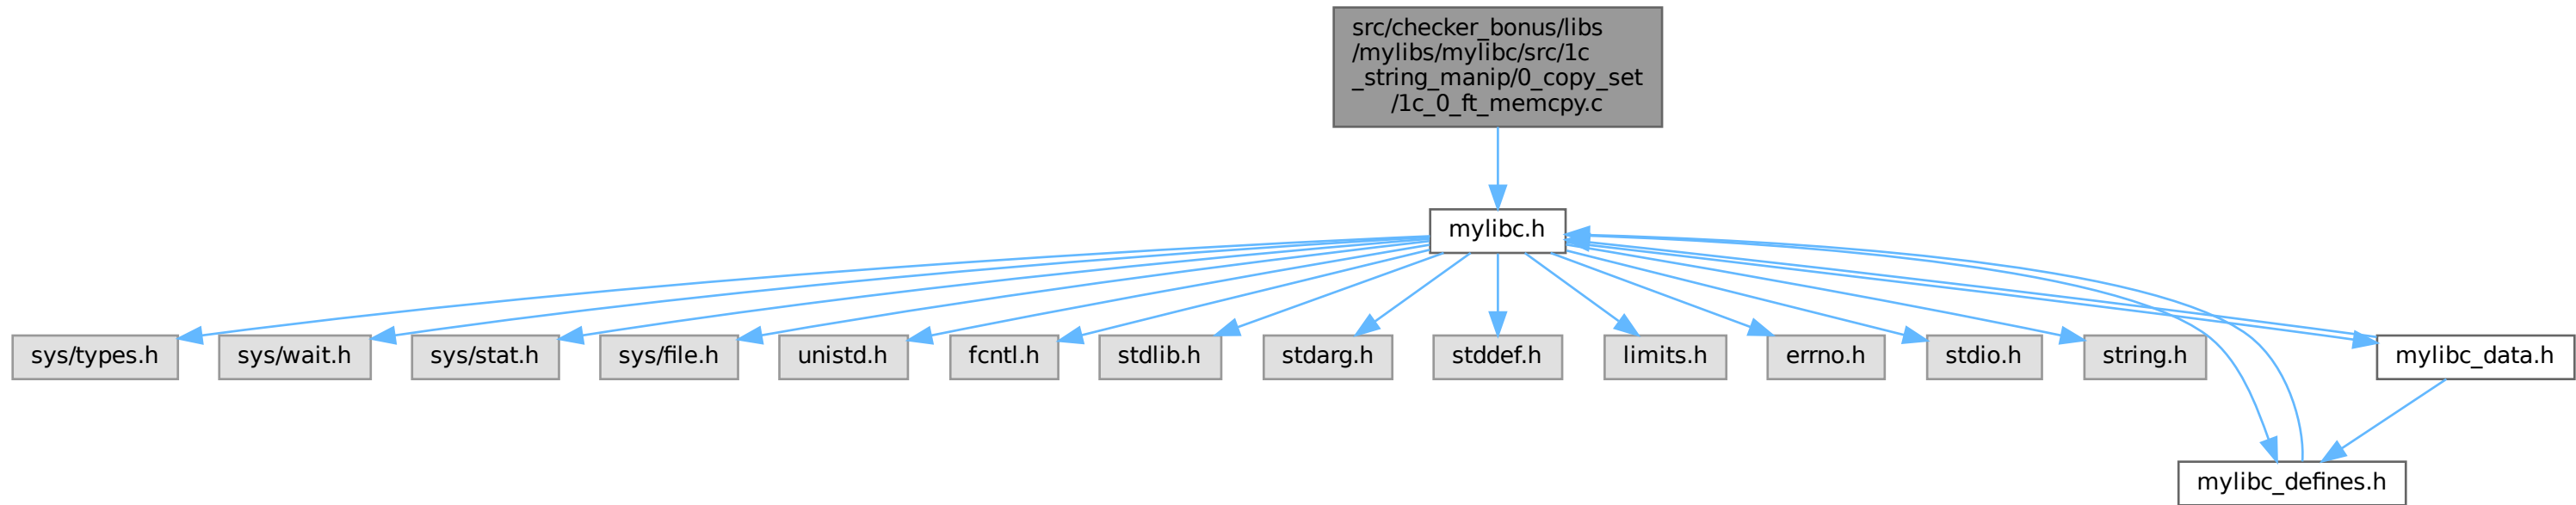 src/checker_bonus/libs
/mylibs/mylibc/src/1c
_string_manip/0_copy_set
/1c_0_ft_memcpy.c
mylibc.h
sys/types.h
sys/wait.h
sys/stat.h
sys/file.h
unistd.h
fcntl.h
stdlib.h
stdarg.h
stddef.h
limits.h
errno.h
stdio.h
string.h
mylibc_data.h
mylibc_defines.h